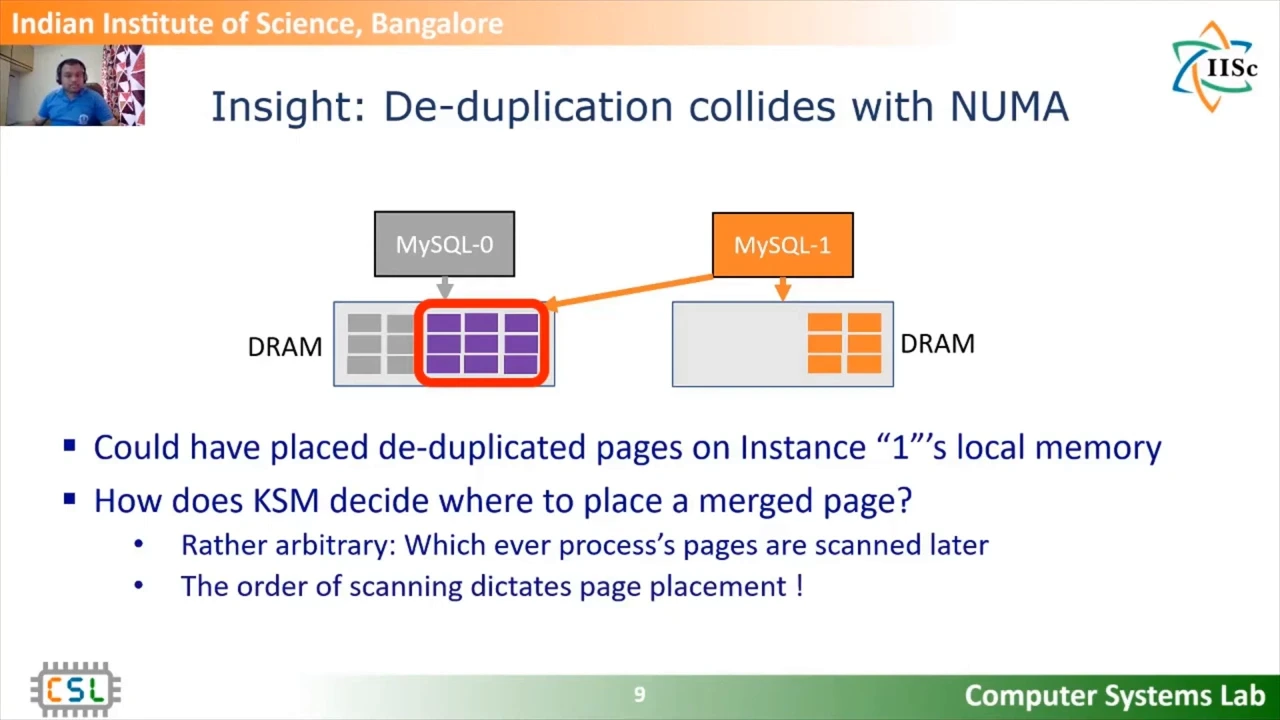 Indian Institute of Science, Bangalore
IISc
Insight: De-duplication collides with NUMA
MySQL-0
MySQL-1
DRAM
DRAM
▪ Could have placed de-duplicated pages on Instance “1”’s local memory
▪ How does KSM decide where to place a merged page?
• Rather arbitrary: Which ever process’s pages are scanned later
• The order of scanning dictates page placement !
CSL
9
Computer Systems Lab